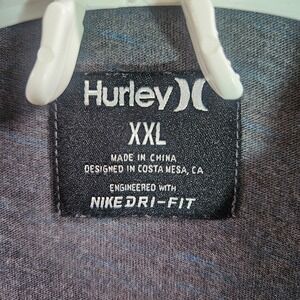 Hurley
XXL
MADE IN CHINA
DESIGNED IN COSTA MESA, CA
ENGINEERED WITH
NIKE DRI-FIT